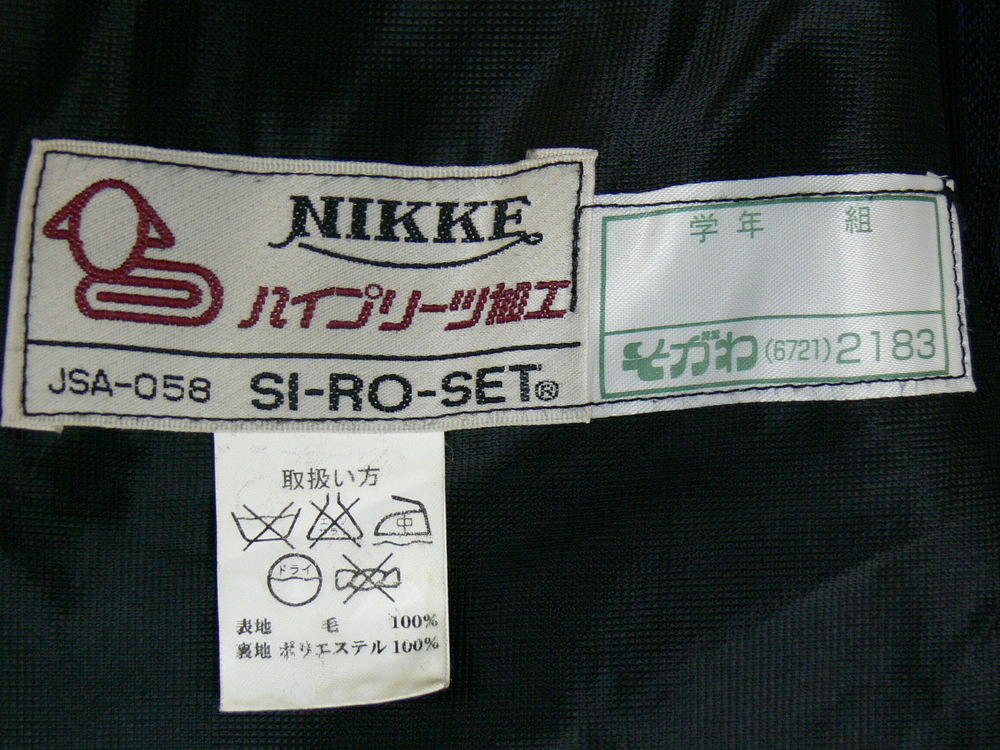 NIKKE
ハイプリーツ加工
JSA-058 SI-RO-SET®
学年 組
そがわ (6721) 2183
取扱い方
中
ドライ
表地 毛 100%
裏地 ポリエステル 100%